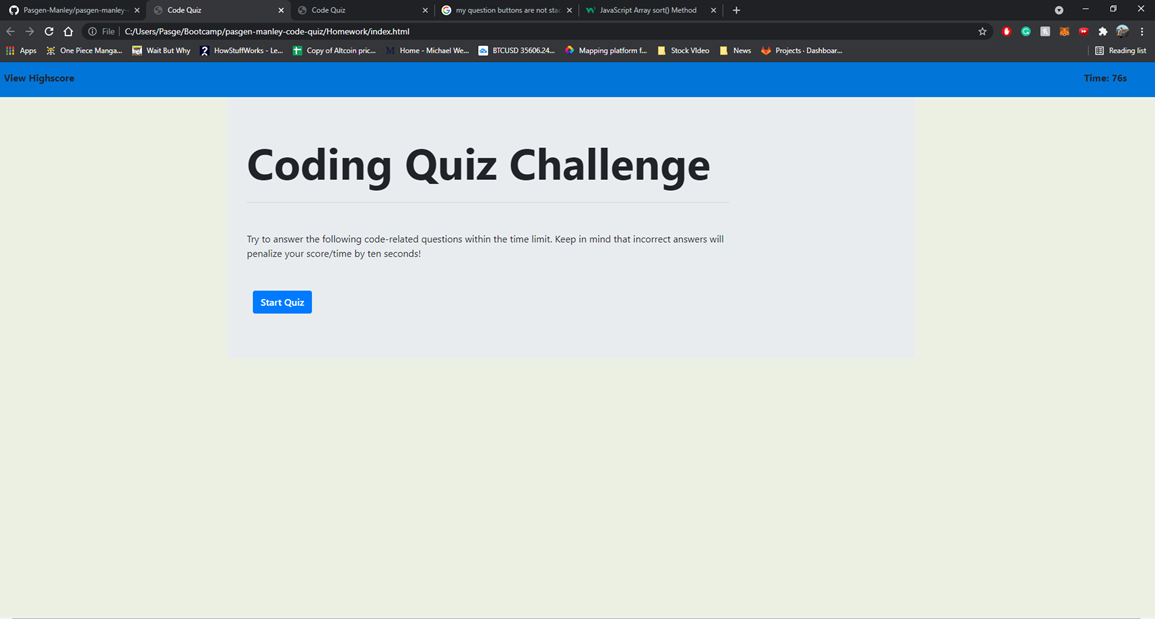 Pasgen-Manley/pasgen-manley-
Code Quiz
Code Quiz
my question buttons are not stac
JavaScript Array sort() Method
File
C:/Users/Pasge/Bootcamp/pasgen-manley-code-quiz/Homework/index.html
Apps
One Piece Manga...
Wait But Why
HowStuffWorks - Le...
Copy of Altcoin pric...
Home - Michael We...
BTCUSD 35606.24...
Mapping platform f...
Stock VIdeo
News
Projects · Dashboar...
Reading list
View Highscore
Time: 76s
Coding Quiz Challenge
Try to answer the following code-related questions within the time limit. Keep in mind that incorrect answers will
penalize your score/time by ten seconds!
Start Quiz